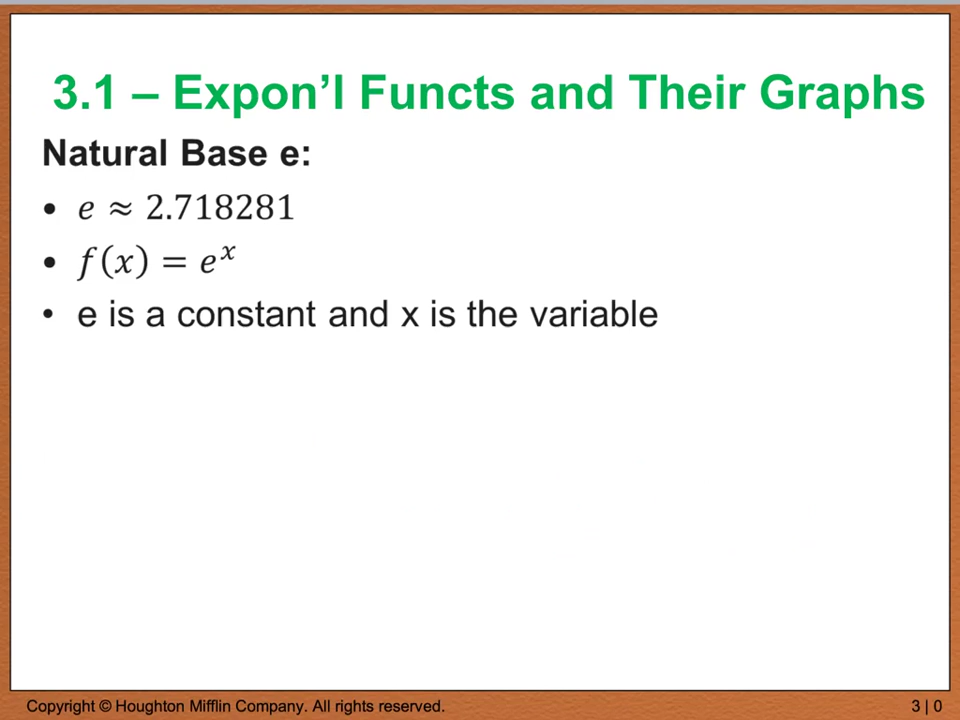 3.1 – Expon’l Functs and Their Graphs
Natural Base e:
• e ≈ 2.718281
• f(x) = eˣ
• e is a constant and x is the variable
Copyright © Houghton Mifflin Company. All rights reserved.
3 | 0